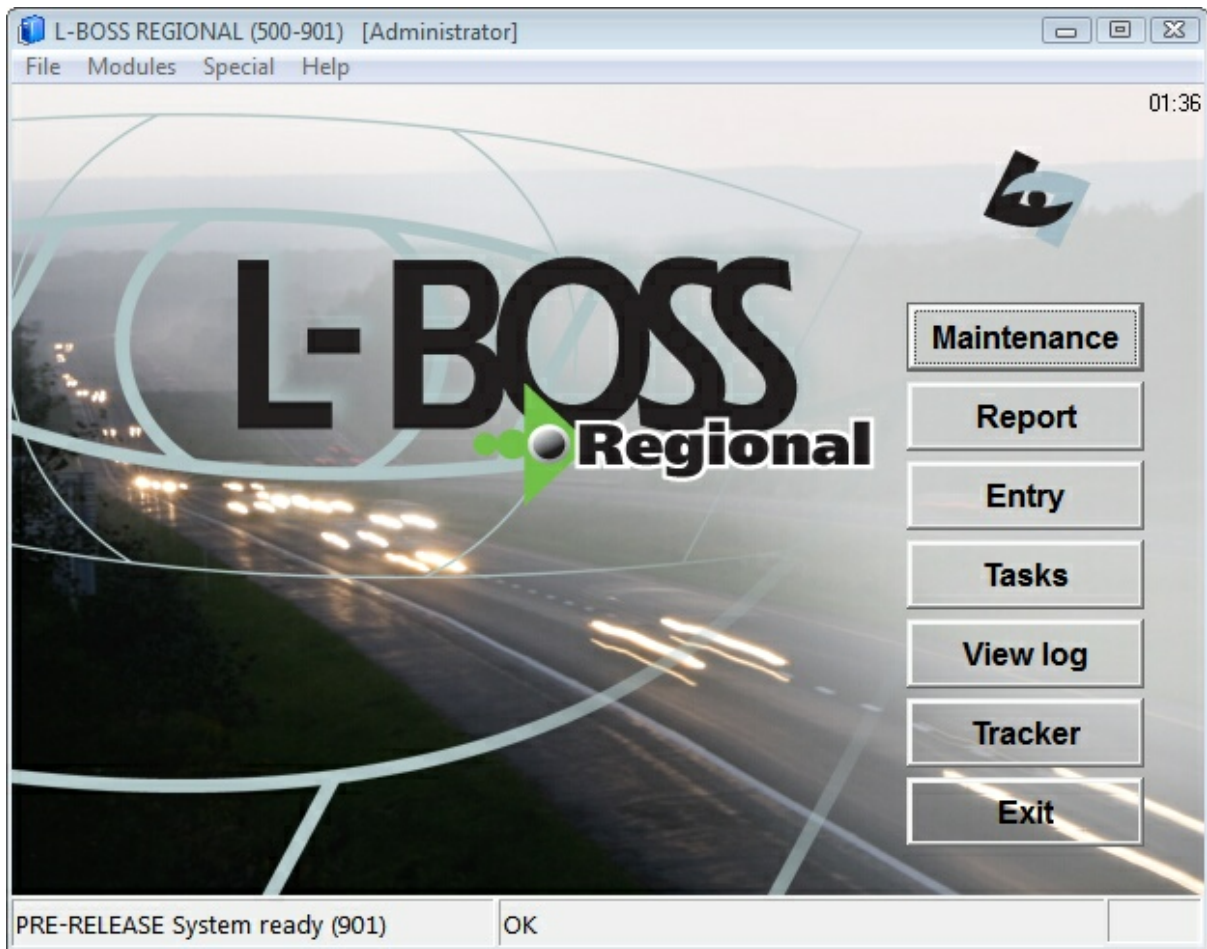 L-BOSS REGIONAL (500-901) [Administrator]
File Modules Special Help
01:36
L-BOSS
Regional
Maintenance
Report
Entry
Tasks
View log
Tracker
Exit
PRE-RELEASE System ready (901) OK